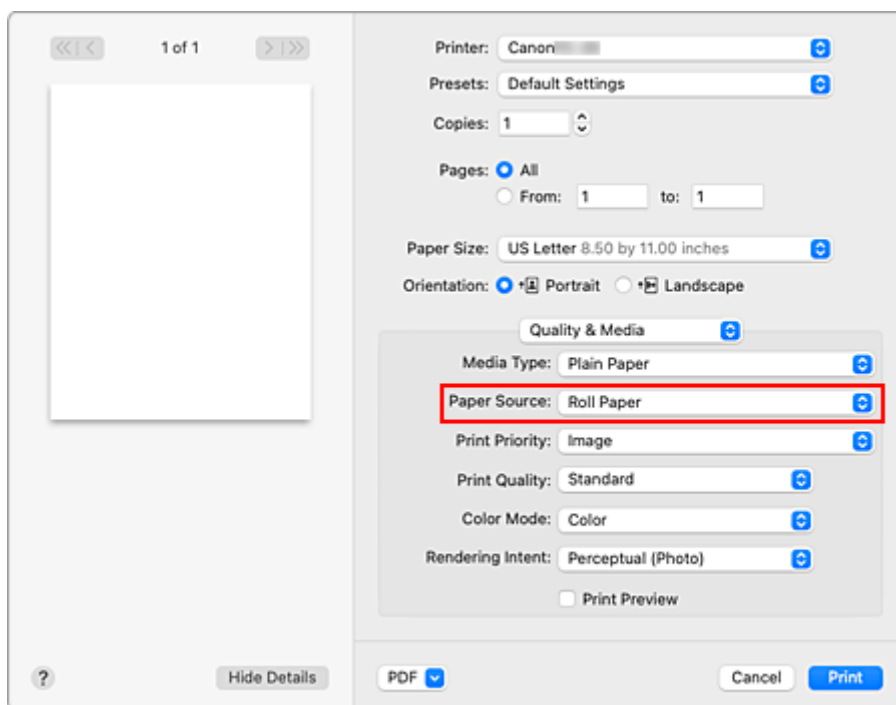 1 of 1
Printer: Canon
Presets: Default Settings
Copies: 1
Pages: All
From: 1 to: 1
Paper Size: US Letter 8.50 by 11.00 inches
Orientation: Portrait Landscape
Quality & Media
Media Type: Plain Paper
Paper Source: Roll Paper
Print Priority: Image
Print Quality: Standard
Color Mode: Color
Rendering Intent: Perceptual (Photo)
Print Preview
? Hide Details PDF Cancel Print